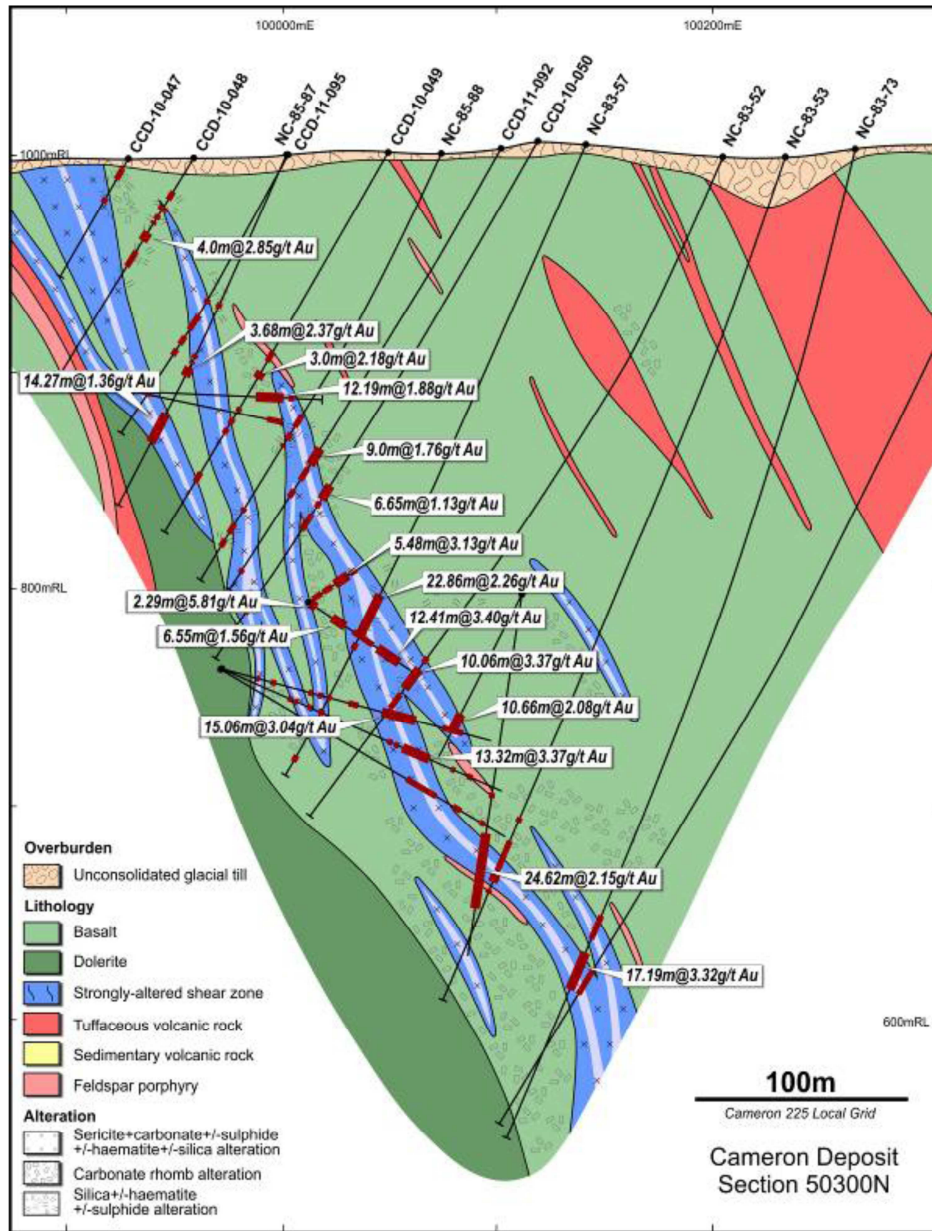 100000mE
100200mE
CCD-10-047
CCD-10-048
NC-85-87
CCD-11-095
CCD-10-049
NC-85-88
CCD-11-092
CCD-10-050
NC-83-57
NC-83-52
NC-83-53
NC-83-73
1000mRL
4.0m@2.85g/t Au
3.68m@2.37g/t Au
3.0m@2.18g/t Au
14.27m@1.36g/t Au
12.19m@1.88g/t Au
9.0m@1.76g/t Au
6.65m@1.13g/t Au
5.48m@3.13g/t Au
800mRL
22.86m@2.26g/t Au
2.29m@5.81g/t Au
12.41m@3.40g/t Au
6.55m@1.56g/t Au
10.06m@3.37g/t Au
10.66m@2.08g/t Au
15.06m@3.04g/t Au
13.32m@3.37g/t Au
24.62m@2.15g/t Au
17.19m@3.32g/t Au
600mRL
Overburden
Unconsolidated glacial till
Lithology
Basalt
Dolerite
Strongly-altered shear zone
Tuffaceous volcanic rock
Sedimentary volcanic rock
Feldspar porphyry
Alteration
Sericite+carbonate+/-sulphide
+/-haematite+/-silica alteration
Carbonate rhomb alteration
Silica+/-haematite
+/-sulphide alteration
100m
Cameron 225 Local Grid
Cameron Deposit
Section 50300N